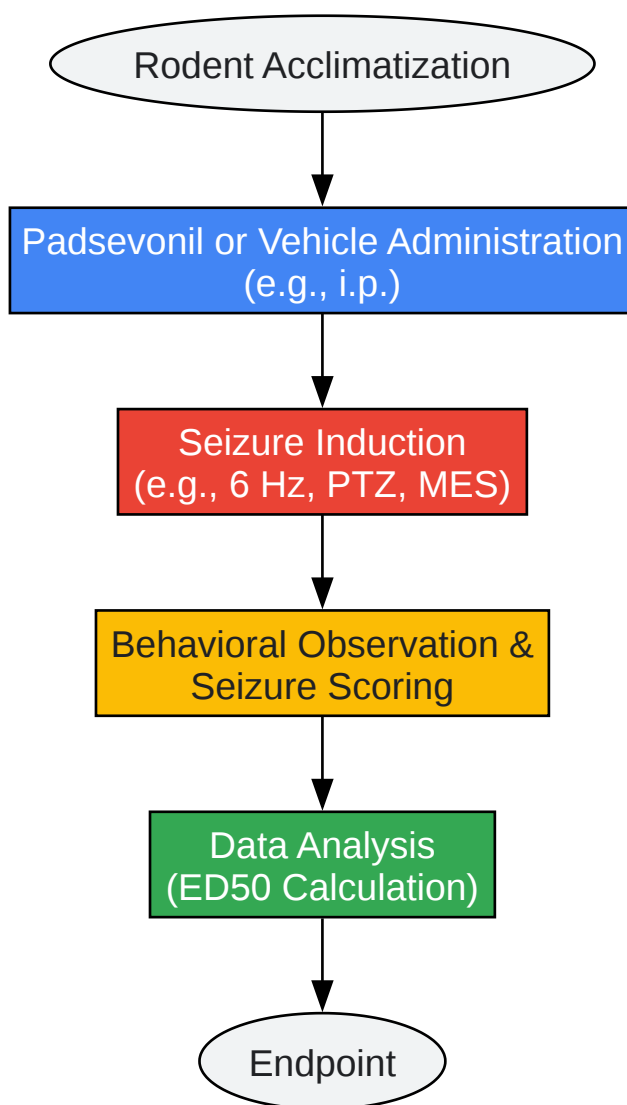 Rodent Acclimatization
Padsevonil or Vehicle Administration
(e.g., i.p.)
Seizure Induction
(e.g., 6 Hz, PTZ, MES)
Behavioral Observation &
Seizure Scoring
Data Analysis
(ED50 Calculation)
Endpoint